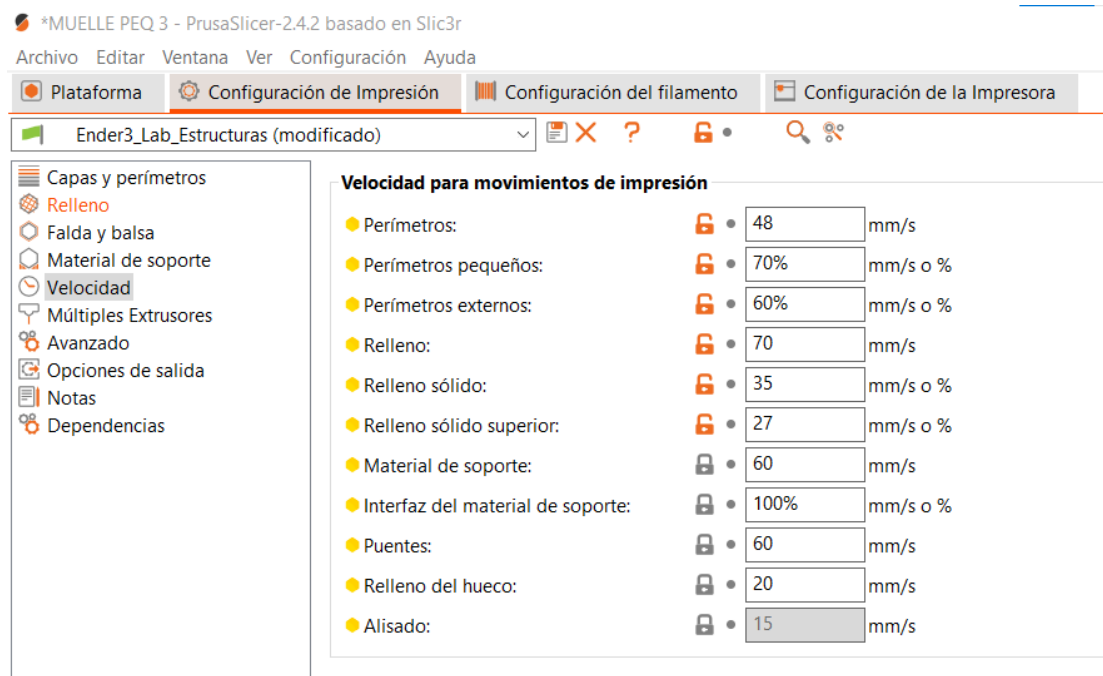 *MUELLE PEQ 3 - PrusaSlicer-2.4.2 basado en Slic3r
Archivo Editar Ventana Ver Configuración Ayuda
Plataforma Configuración de Impresión Configuración del filamento Configuración de la Impresora
Ender3_Lab_Estructuras (modificado) ?
Capas y perímetros
Relleno
Falda y balsa
Material de soporte
Velocidad
Múltiples Extrusores
Avanzado
Opciones de salida
Notas
Dependencias
Velocidad para movimientos de impresión
Perímetros: 48 mm/s
Perímetros pequeños: 70% mm/s o %
Perímetros externos: 60% mm/s o %
Relleno: 70 mm/s
Relleno sólido: 35 mm/s o %
Relleno sólido superior: 27 mm/s o %
Material de soporte: 60 mm/s
Interfaz del material de soporte: 100% mm/s o %
Puentes: 60 mm/s
Relleno del hueco: 20 mm/s
Alisado: 15 mm/s